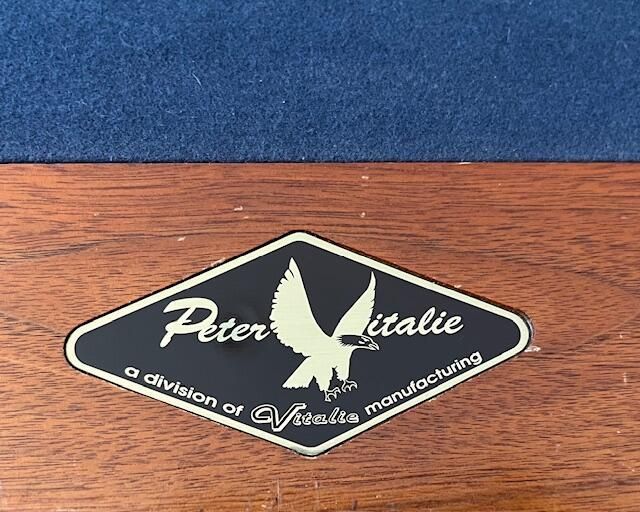 Peter Vitalie
a division of Vitalie manufacturing